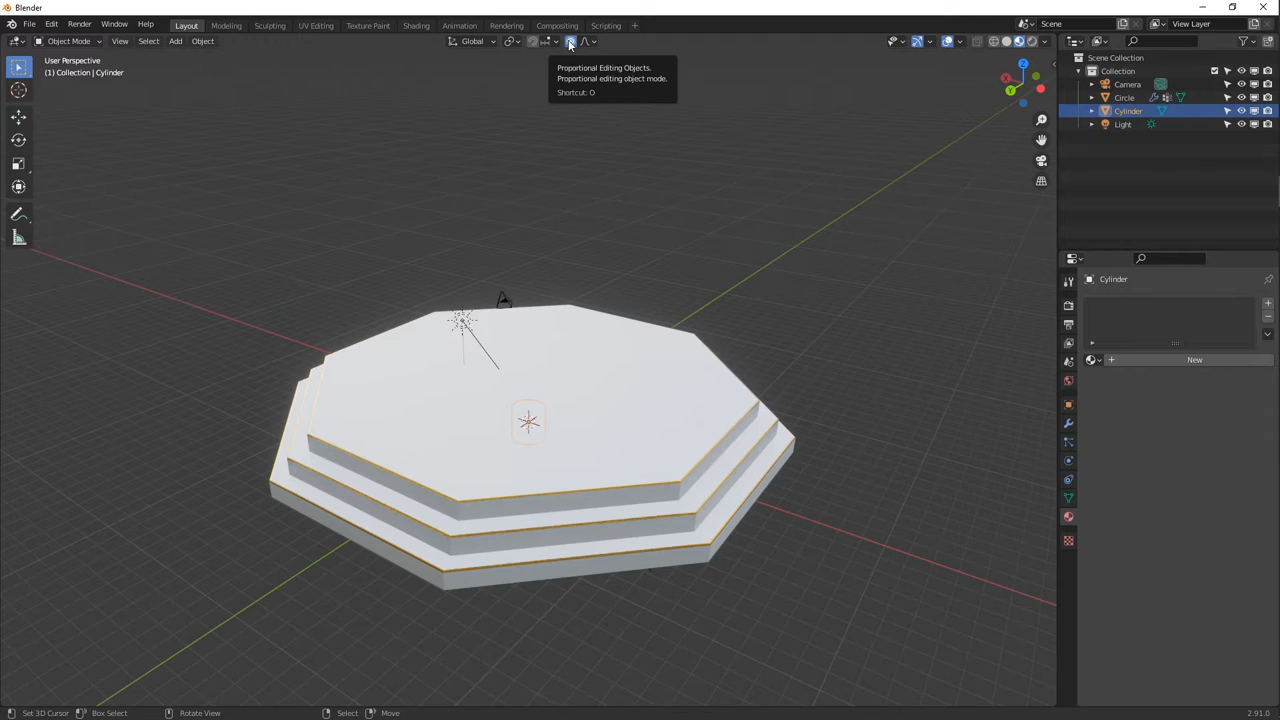 Blender
File Edit Render Window Help
Layout Modeling Sculpting UV Editing Texture Paint Shading Animation Rendering Compositing Scripting +
Scene
View Layer
Object Mode View Select Add Object
Global
User Perspective
(1) Collection | Cylinder
Proportional Editing Objects.
Proportional editing object mode.
Shortcut: O
Z
X
Y
Scene Collection
Collection
Camera
Circle
Cylinder
Light
Cylinder
New
Set 3D Cursor Box Select Rotate View Select Move
2.91.0